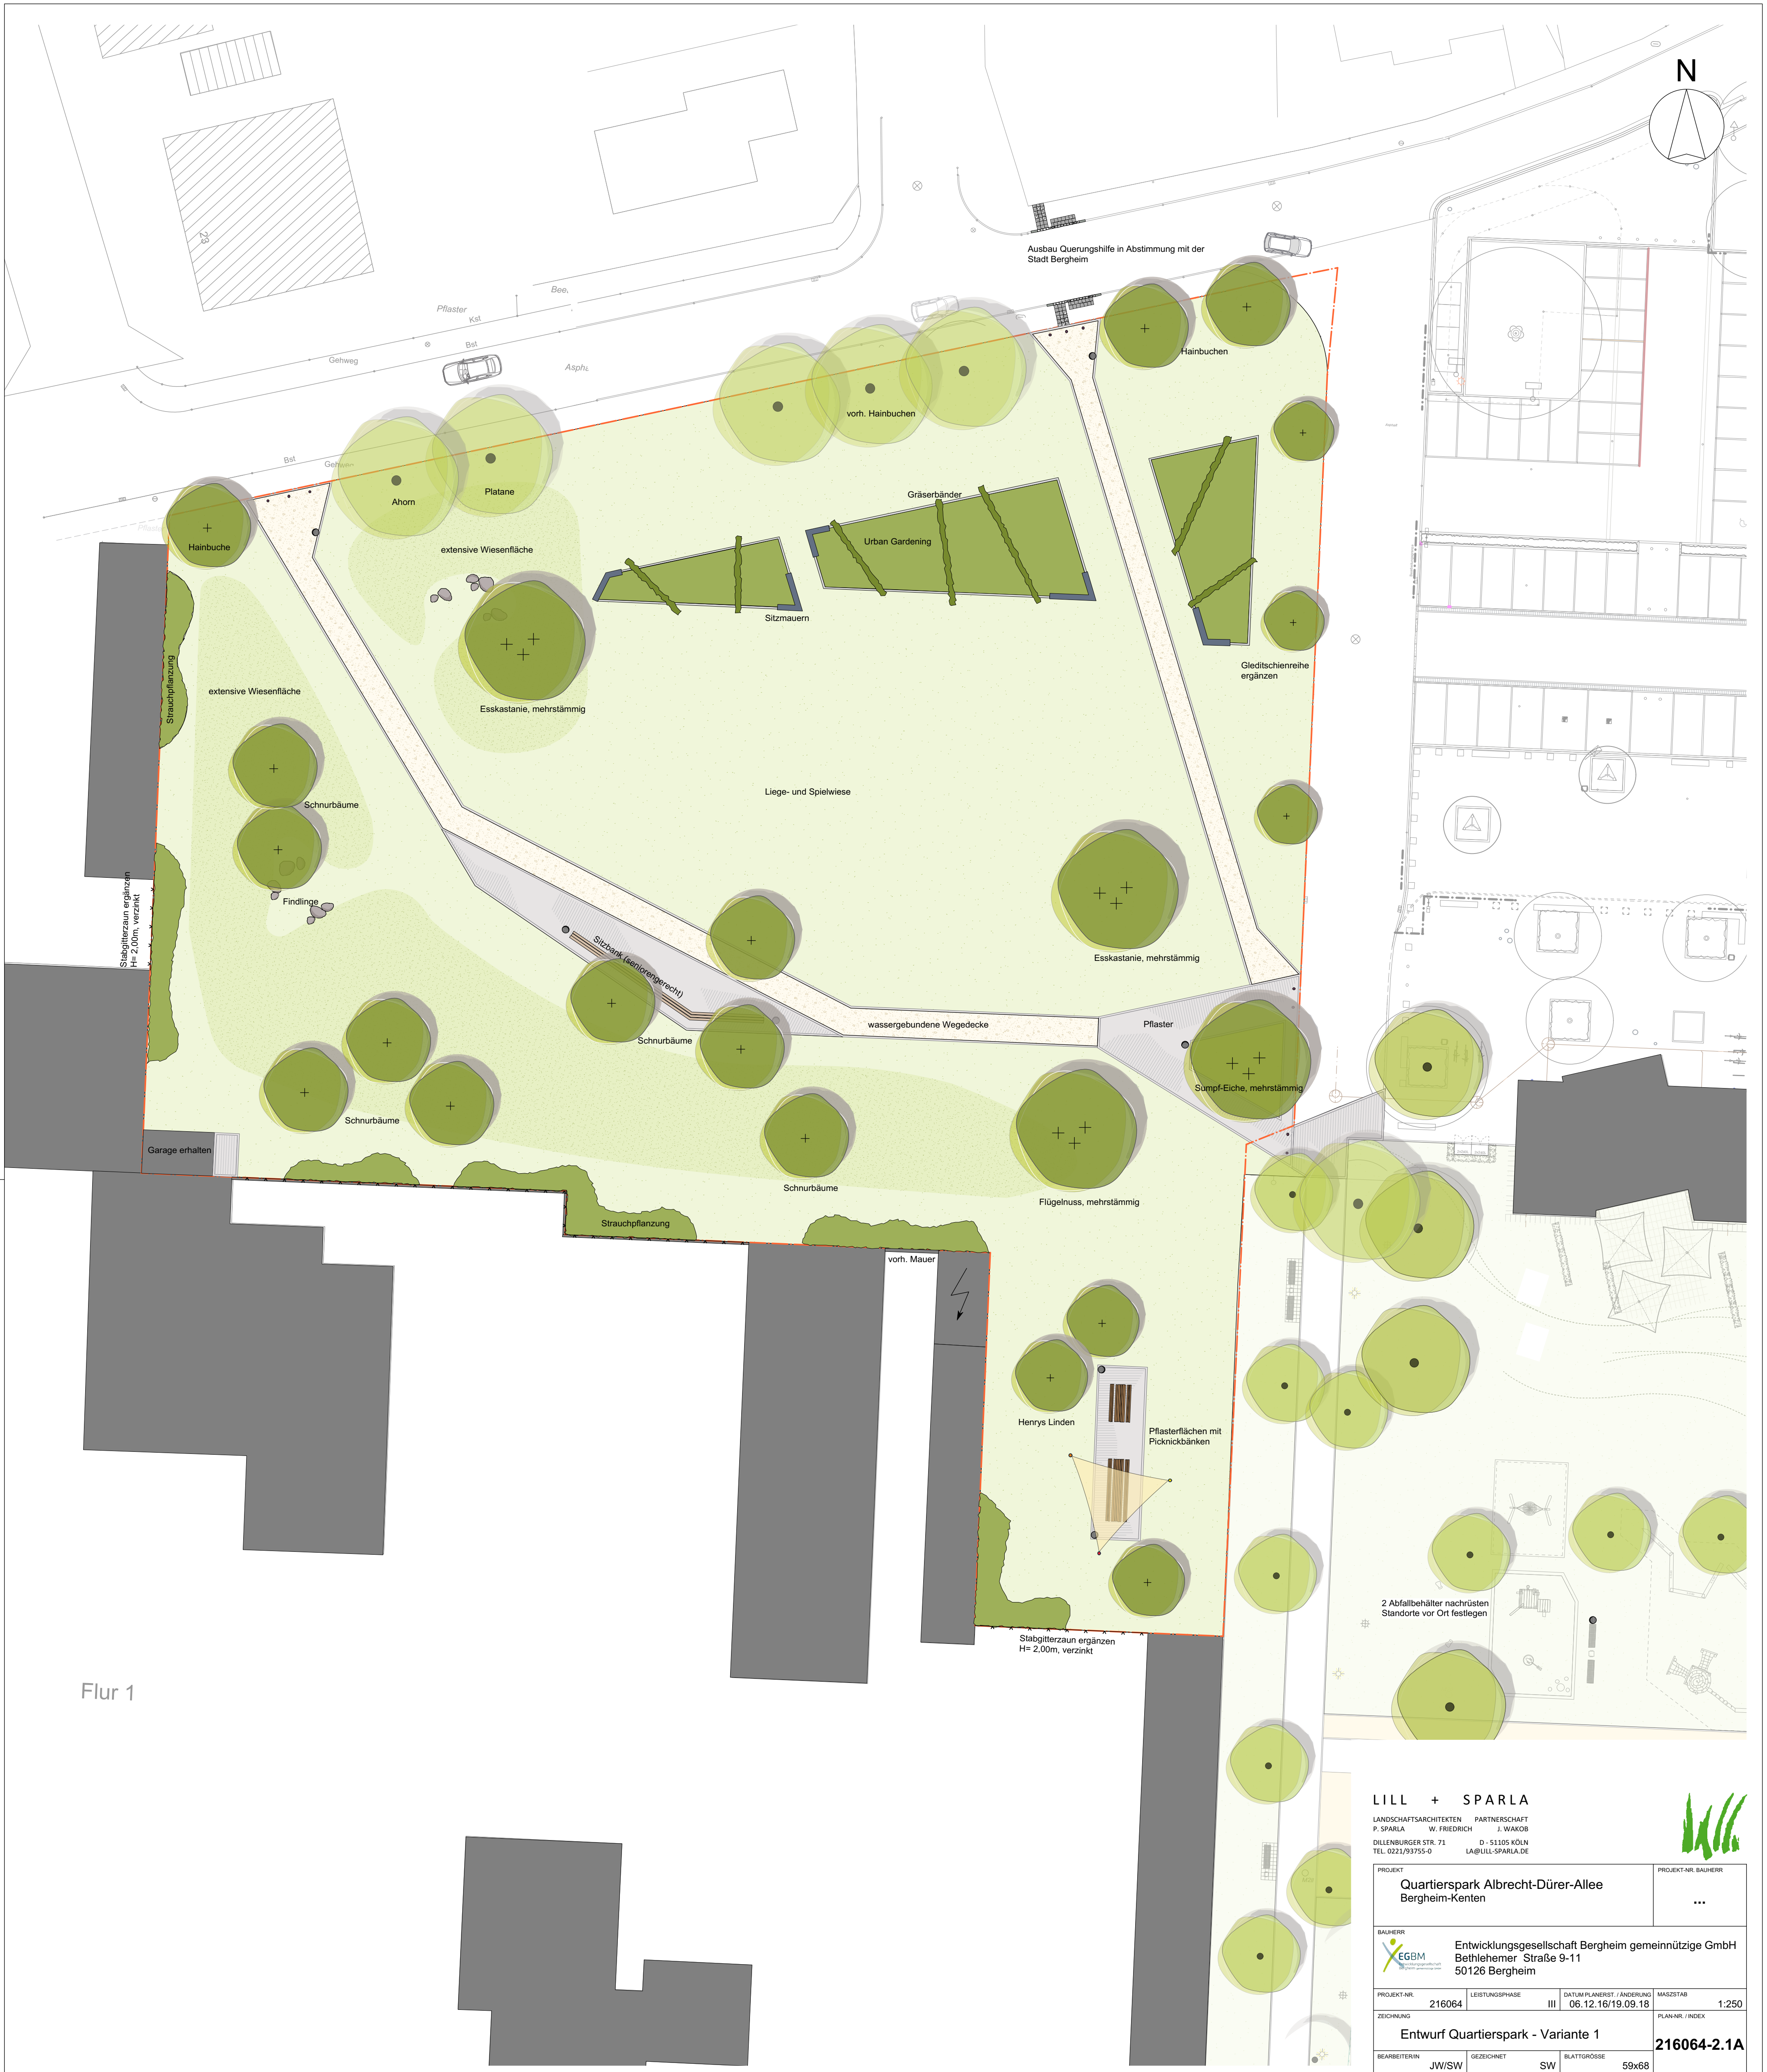 N
23
Ausbau Querungshilfe in Abstimmung mit der
Stadt Bergheim
Pflaster
Kst
Gehweg
Bst
Hainbuchen
vorh. Hainbuchen
Bst
Ahorn
Platane
Hainbuche
Gräserbänder
Urban Gardening
extensive Wiesenfläche
Sitzmauern
Strauchpflanzung
extensive Wiesenfläche
Gleditschienreihe
ergänzen
Esskastanie, mehrstämmig
Liege- und Spielwiese
Schnurbäume
Findlinge
Stabgitterzaun ergänzen
H= 2,00m, verzinkt
Sitzbank (seniorengerecht)
Esskastanie, mehrstämmig
wassergebundene Wegedecke
Pflaster
Schnurbäume
Sumpf-Eiche, mehrstämmig
Schnurbäume
Garage erhalten
Schnurbäume
Flügelnuss, mehrstämmig
Strauchpflanzung
vorh. Mauer
Henrys Linden
Pflasterflächen mit
Picknickbänken
2 Abfallbehälter nachrüsten
Standorte vor Ort festlegen
Stabgitterzaun ergänzen
H= 2,00m, verzinkt
Flur 1
LILL + SPARLA
LANDSCHAFTSARCHITEKTEN PARTNERSCHAFT
P. SPARLA W. FRIEDRICH J. WAKOB
DILLENBURGER STR. 71 D - 51105 KÖLN
TEL. 0221/93755-0 LA@LILL-SPARLA.DE
PROJEKT
Quartierspark Albrecht-Dürer-Allee
Bergheim-Kenten
PROJEKT-NR. BAUHERR
...
BAUHERR
EGBM
Entwicklungsgesellschaft Bergheim gemeinnützige GmbH
Bethlehemer Straße 9-11
50126 Bergheim
PROJEKT-NR.
216064
LEISTUNGSPHASE
III
DATUM PLANERST. / ÄNDERUNG
06.12.16/19.09.18
MASZSTAB
1:250
ZEICHNUNG
Entwurf Quartierspark - Variante 1
PLAN-NR. / INDEX
216064-2.1A
BEARBEITER/IN
JW/SW
GEZEICHNET
SW
BLATTGRÖSSE
59x68